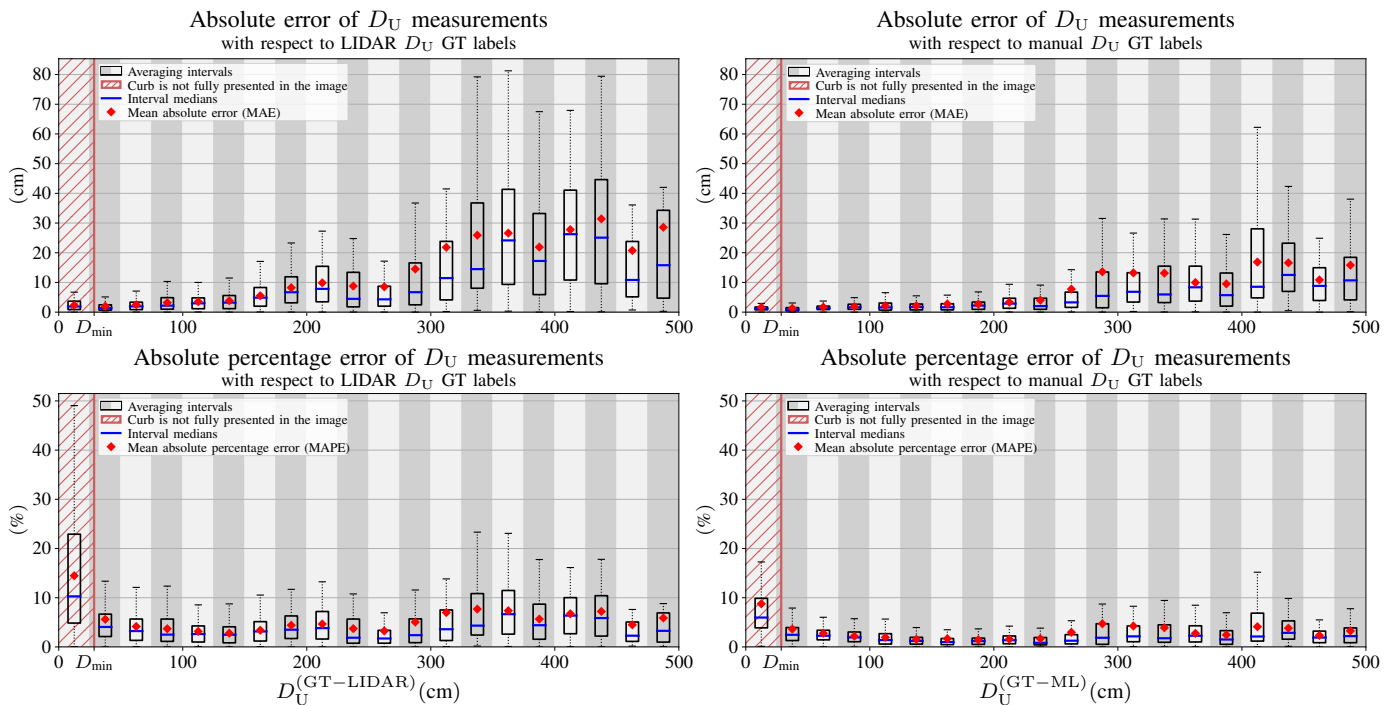 Absolute error of D_U measurements
with respect to LIDAR D_U GT labels
Averaging intervals
Curb is not fully presented in the image
Interval medians
Mean absolute error (MAE)
(cm)
80
70
60
50
40
30
20
10
0
0 D_min 100 200 300 400 500
Absolute error of D_U measurements
with respect to manual D_U GT labels
Averaging intervals
Curb is not fully presented in the image
Interval medians
Mean absolute error (MAE)
(cm)
80
70
60
50
40
30
20
10
0
0 D_min 100 200 300 400 500
Absolute percentage error of D_U measurements
with respect to LIDAR D_U GT labels
Averaging intervals
Curb is not fully presented in the image
Interval medians
Mean absolute percentage error (MAPE)
(%)
50
40
30
20
10
0
0 D_min 100 200 300 400 500
D_U^(GT−LIDAR) (cm)
Absolute percentage error of D_U measurements
with respect to manual D_U GT labels
Averaging intervals
Curb is not fully presented in the image
Interval medians
Mean absolute percentage error (MAPE)
(%)
50
40
30
20
10
0
0 D_min 100 200 300 400 500
D_U^(GT−ML) (cm)